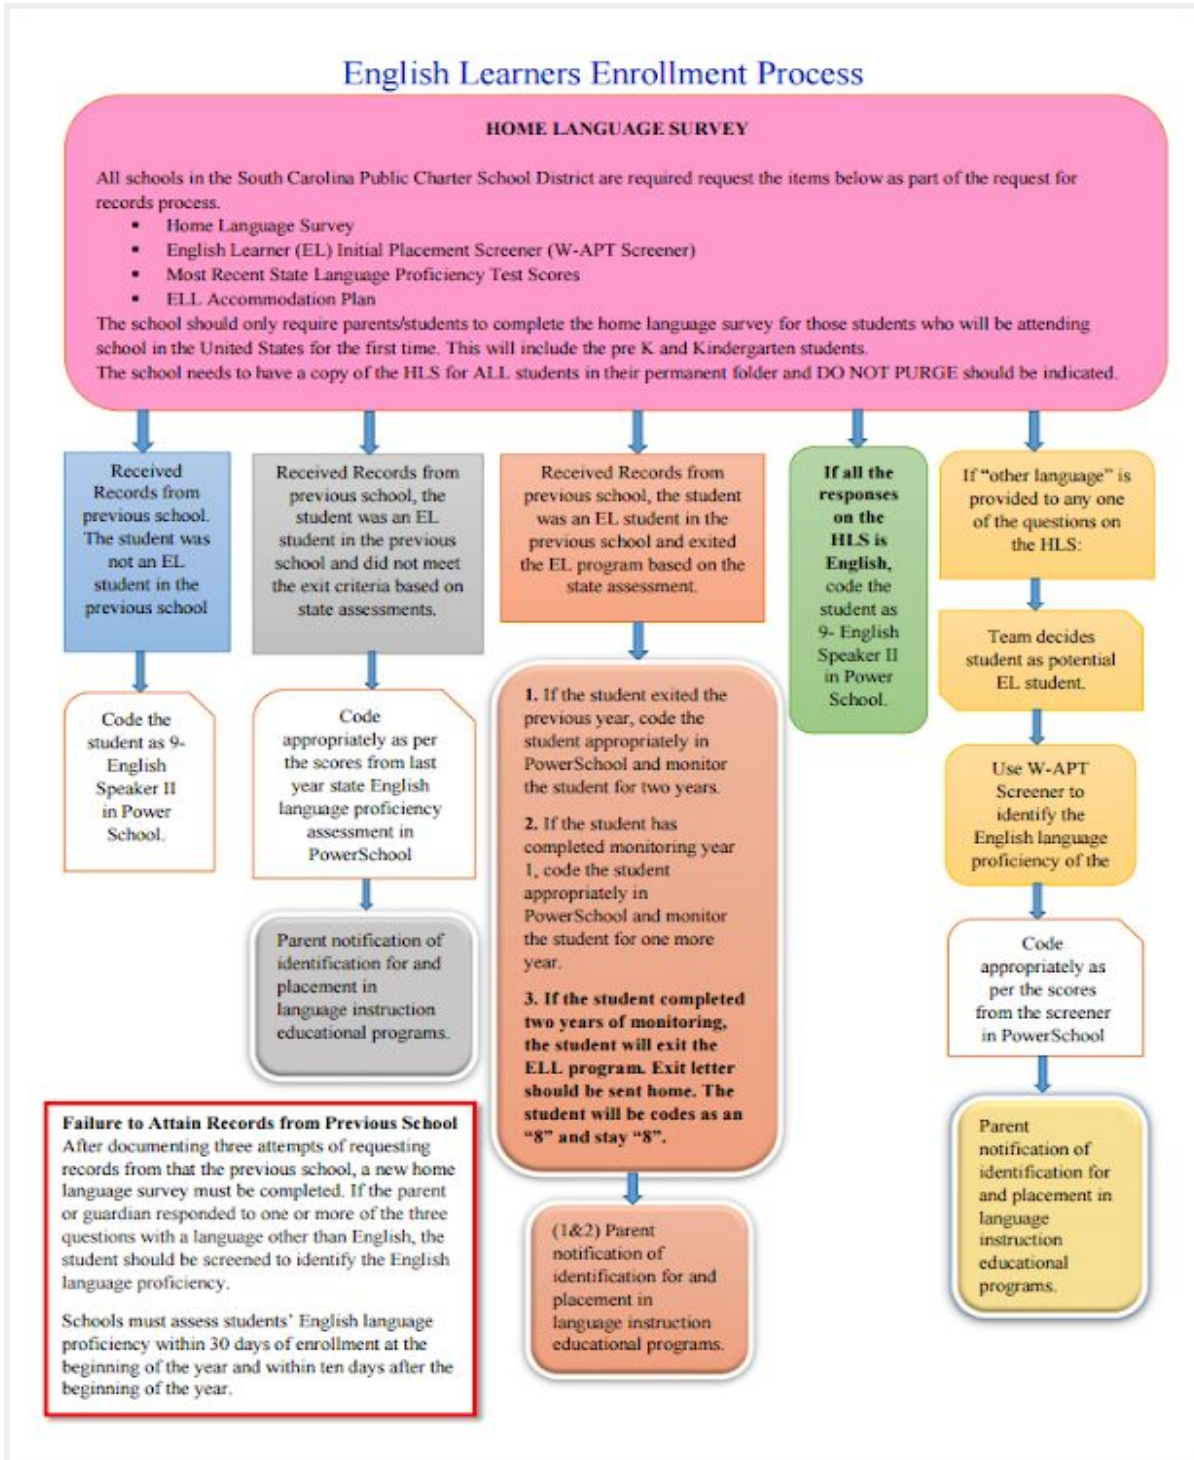 English Learners Enrollment Process
HOME LANGUAGE SURVEY
All schools in the South Carolina Public Charter School District are required request the items below as part of the request for
records process.
▪ Home Language Survey
▪ English Learner (EL) Initial Placement Screener (W-APT Screener)
▪ Most Recent State Language Proficiency Test Scores
▪ ELL Accommodation Plan
The school should only require parents/students to complete the home language survey for those students who will be attending
school in the United States for the first time. This will include the pre K and Kindergarten students.
The school needs to have a copy of the HLS for ALL students in their permanent folder and DO NOT PURGE should be indicated.
Received
Records from
previous school.
The student was
not an EL
student in the
previous school
Code the
student as 9-
English
Speaker II
in Power
School.
Received Records from
previous school, the
student was an EL
student in the previous
school and did not meet
the exit criteria based on
state assessments.
Code
appropriately as per
the scores from last
year state English
language proficiency
assessment in
PowerSchool
Parent notification of
identification for and
placement in
language instruction
educational programs.
Received Records from
previous school, the student
was an EL student in the
previous school and exited
the EL program based on the
state assessment.
1. If the student exited the
previous year, code the
student appropriately in
PowerSchool and monitor
the student for two years.
2. If the student has
completed monitoring year
1, code the student
appropriately in
PowerSchool and monitor
the student for one more
year.
3. If the student completed
two years of monitoring,
the student will exit the
ELL program. Exit letter
should be sent home. The
student will be codes as an
“8” and stay “8”.
(1&2) Parent
notification of
identification for and
placement in
language instruction
educational programs.
If all the
responses
on the
HLS is
English,
code the
student as
9- English
Speaker II
in Power
School.
If “other language” is
provided to any one
of the questions on
the HLS:
Team decides
student as potential
EL student.
Use W-APT
Screener to
identify the
English language
proficiency of the
Code
appropriately as
per the scores
from the screener
in PowerSchool
Parent
notification of
identification for
and placement in
language
instruction
educational
programs.
Failure to Attain Records from Previous School
After documenting three attempts of requesting
records from that the previous school, a new home
language survey must be completed. If the parent
or guardian responded to one or more of the three
questions with a language other than English, the
student should be screened to identify the English
language proficiency.
Schools must assess students’ English language
proficiency within 30 days of enrollment at the
beginning of the year and within ten days after the
beginning of the year.